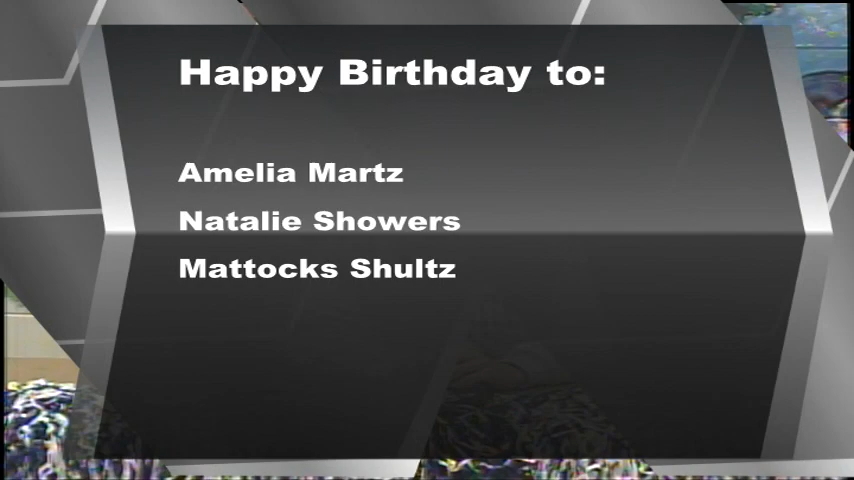 Happy Birthday to:
Amelia Martz
Natalie Showers
Mattocks Shultz